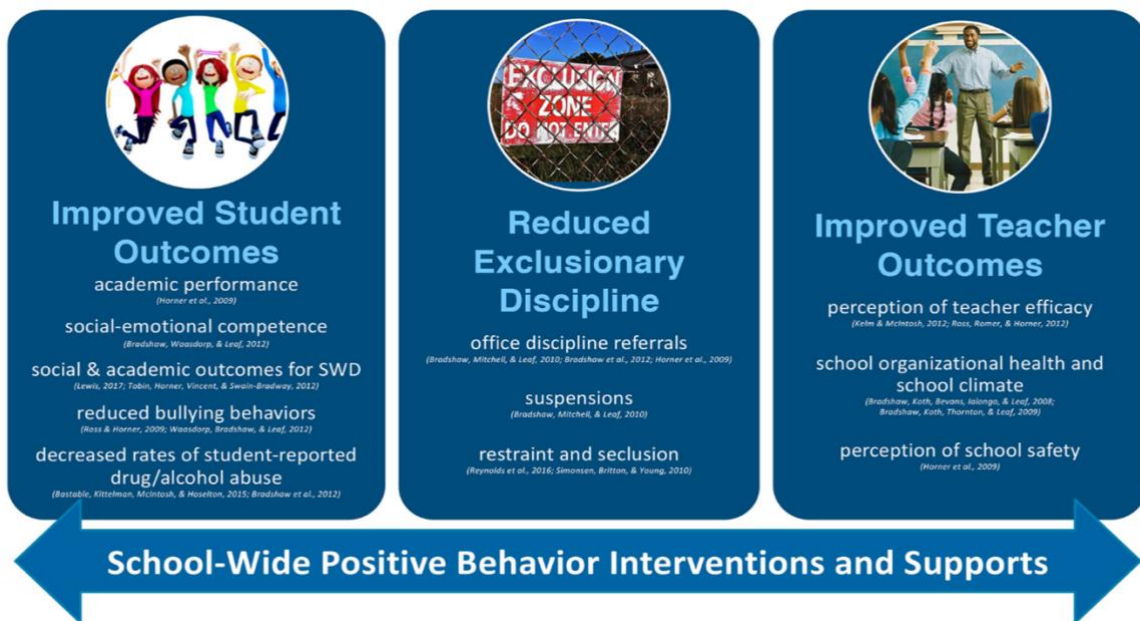 EXCLUSION
ZONE
DO NOT ENTE
Improved Student
Outcomes
academic performance
(Horner et al., 2009)
social-emotional competence
(Bradshaw, Waasdorp, & Leaf, 2012)
social & academic outcomes for SWD
(Lewis, 2017; Tobin, Horner, Vincent, & Swain-Bradway, 2012)
reduced bullying behaviors
(Ross & Horner, 2009; Waasdorp, Bradshaw, & Leaf, 2012)
decreased rates of student-reported
drug/alcohol abuse
(Bastable, Kittelman, McIntosh, & Hoselton, 2015; Bradshaw et al., 2012)
Reduced
Exclusionary
Discipline
office discipline referrals
(Bradshaw, Mitchell, & Leaf, 2010; Bradshaw et al., 2012; Horner et al., 2009)
suspensions
(Bradshaw, Mitchell, & Leaf, 2010)
restraint and seclusion
(Reynolds et al., 2016; Simonsen, Britton, & Young, 2010)
Improved Teacher
Outcomes
perception of teacher efficacy
(Kelm & McIntosh, 2012; Ross, Romer, & Horner, 2012)
school organizational health and
school climate
(Bradshaw, Koth, Bevans, Ialongo, & Leaf, 2008;
Bradshaw, Koth, Thornton, & Leaf, 2009)
perception of school safety
(Horner et al., 2009)
School-Wide Positive Behavior Interventions and Supports